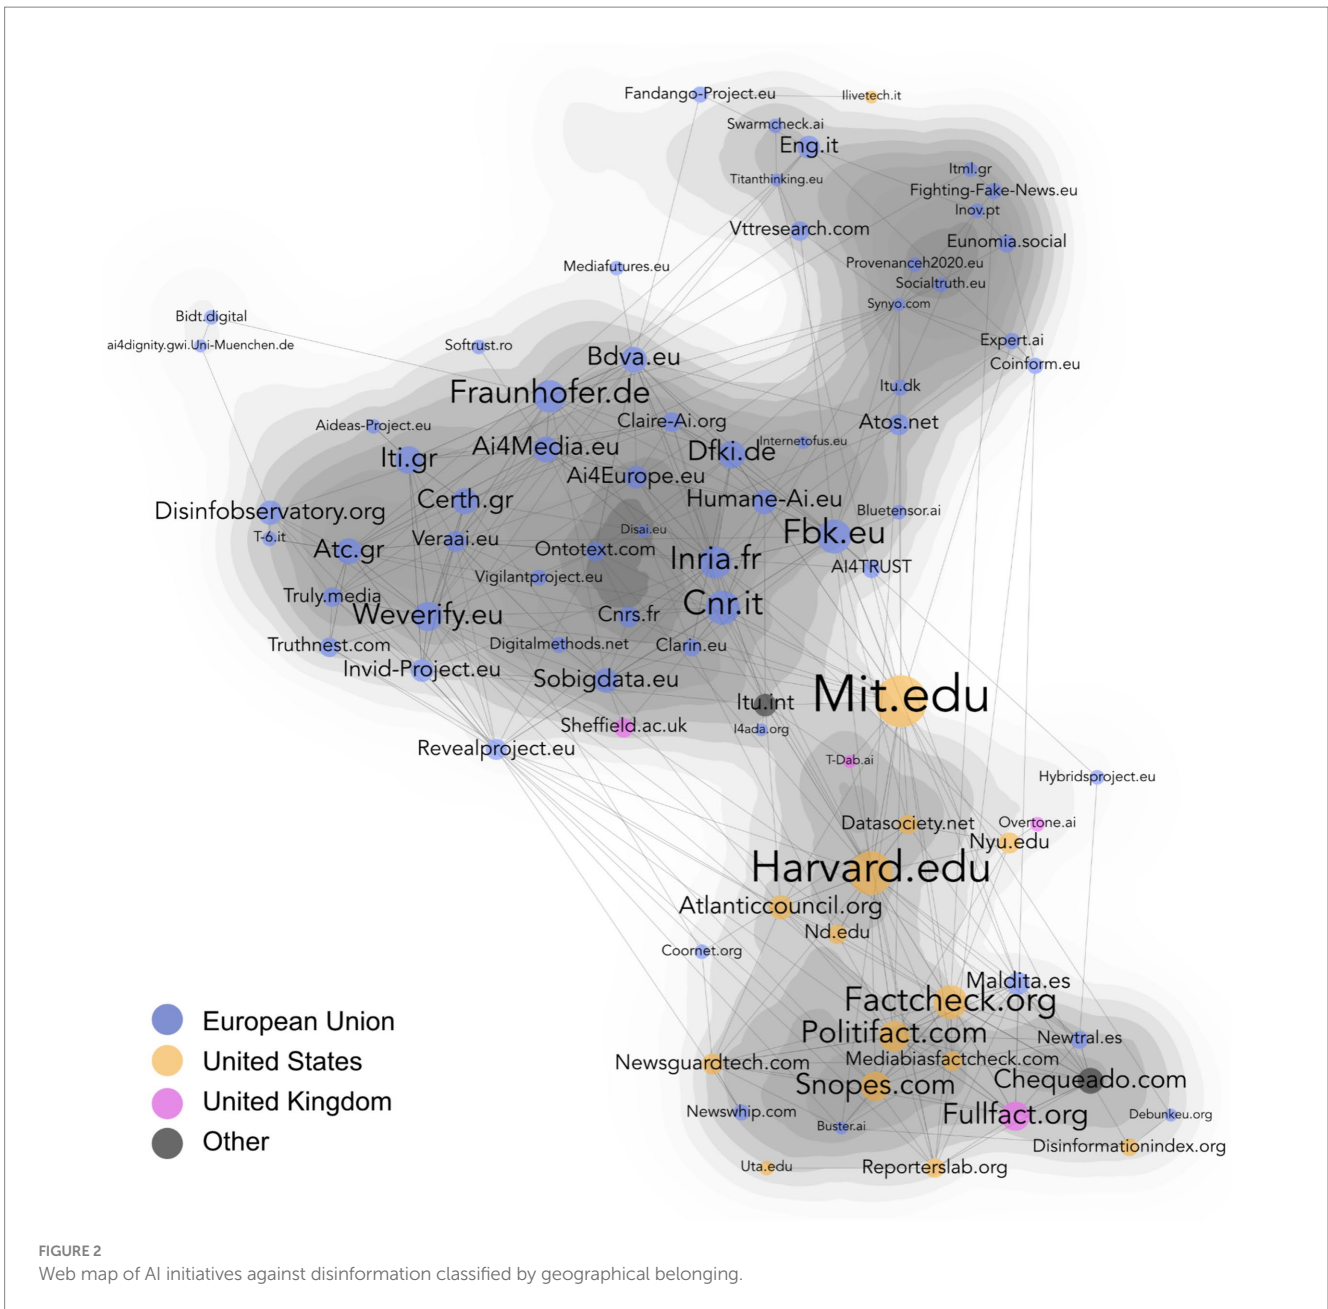 Fandango-Project.eu
Ilivetech.it
Swarmcheck.ai
Eng.it
Itml.gr
Titanthinking.eu
Fighting-Fake-News.eu
Inov.pt
Vttresearch.com
Eunomia.social
Mediafutures.eu
Provenanceh2020.eu
Socialtruth.eu
Synyo.com
Bidt.digital
ai4dignity.gwi.Uni-Muenchen.de
Softrust.ro
Expert.ai
Bdva.eu
Coinform.eu
Itu.dk
Fraunhofer.de
Claire-Ai.org
Atos.net
Aideas-Project.eu
Internetofus.eu
Ai4Media.eu
Dfki.de
Iti.gr
Ai4Europe.eu
Certh.gr
Humane-Ai.eu
Disinfobservatory.org
Bluetensor.ai
Disai.eu
Fbk.eu
T-6.it
Veraai.eu
Atc.gr
Ontotext.com
Inria.fr
AI4TRUST
Vigilantproject.eu
Truly.media
Cnr.it
Weverify.eu
Cnrs.fr
Truthnest.com
Digitalmethods.net
Clarin.eu
Invid-Project.eu
Sobigdata.eu
Mit.edu
Itu.int
Sheffield.ac.uk
I4ada.org
Revealproject.eu
T-Dab.ai
Hybridsproject.eu
Datasociety.net
Overtone.ai
Nyu.edu
Harvard.edu
Atlanticcouncil.org
Nd.edu
Coornet.org
Maldita.es
Factcheck.org
Politifact.com
Newtral.es
Newsguardtech.com
Mediabiasfactcheck.com
Chequeado.com
Snopes.com
Newswhip.com
Fullfact.org
Debunkeu.org
Buster.ai
Disinformationindex.org
Uta.edu
Reporterslab.org
European Union
United States
United Kingdom
Other
FIGURE 2
Web map of AI initiatives against disinformation classified by geographical belonging.